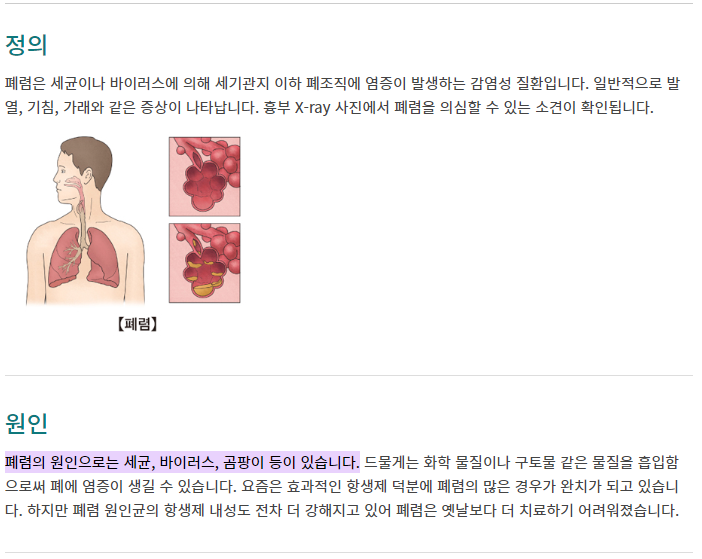 정의
폐렴은 세균이나 바이러스에 의해 세기관지 이하 폐조직에 염증이 발생하는 감염성 질환입니다. 일반적으로 발
열, 기침, 가래와 같은 증상이 나타납니다. 흉부 X-ray 사진에서 폐렴을 의심할 수 있는 소견이 확인됩니다.
【폐렴】
원인
폐렴의 원인으로는 세균, 바이러스, 곰팡이 등이 있습니다. 드물게는 화학 물질이나 구토물 같은 물질을 흡입함
으로써 폐에 염증이 생길 수 있습니다. 요즘은 효과적인 항생제 덕분에 폐렴의 많은 경우가 완치가 되고 있습니
다. 하지만 폐렴 원인균의 항생제 내성도 전차 더 강해지고 있어 폐렴은 옛날보다 더 치료하기 어려워졌습니다.